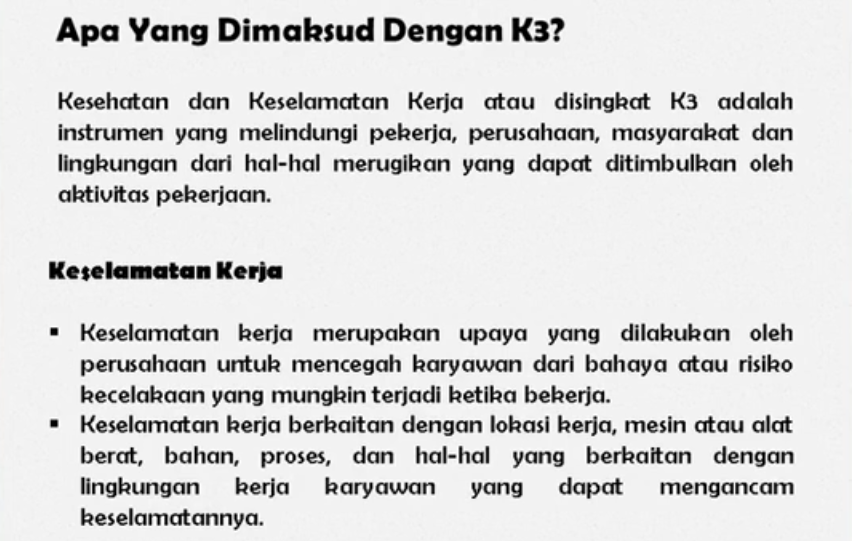 Apa Yang Dimaksud Dengan K3?
Kesehatan dan Keselamatan Kerja atau disingkat K3 adalah
instrumen yang melindungi pekerja, perusahaan, masyarakat dan
lingkungan dari hal-hal merugikan yang dapat ditimbulkan oleh
aktivitas pekerjaan.
Keselamatan Kerja
▪ Keselamatan kerja merupakan upaya yang dilakukan oleh
perusahaan untuk mencegah karyawan dari bahaya atau risiko
kecelakaan yang mungkin terjadi ketika bekerja.
▪ Keselamatan kerja berkaitan dengan lokasi kerja, mesin atau alat
berat, bahan, proses, dan hal-hal yang berkaitan dengan
lingkungan kerja karyawan yang dapat mengancam
keselamatannya.